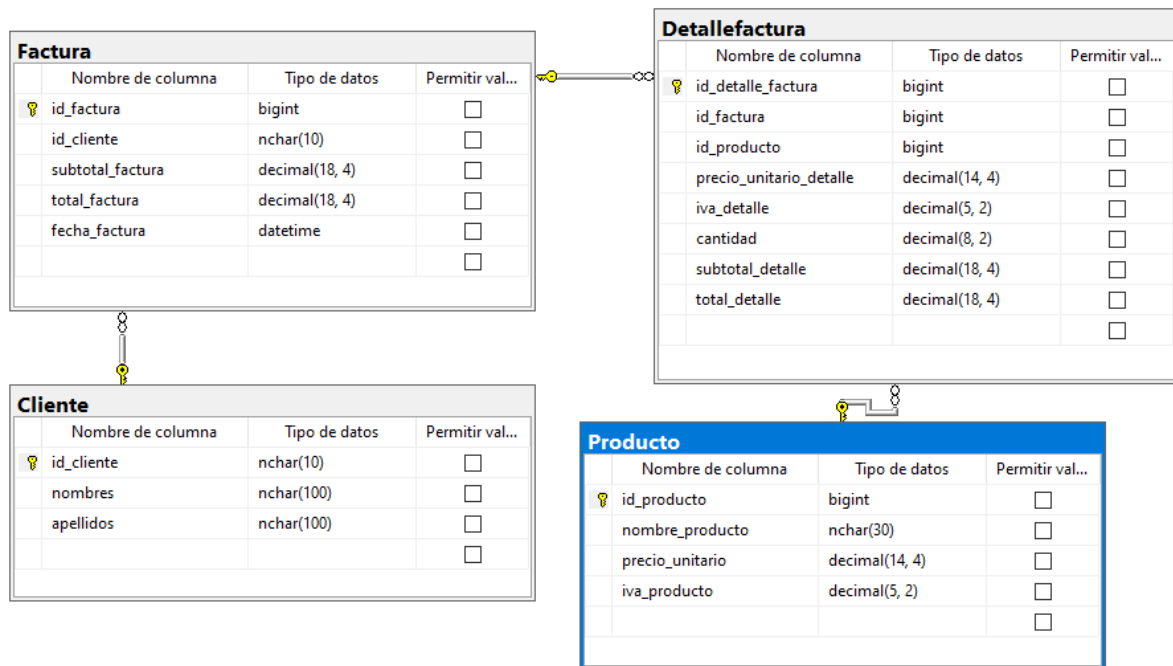 Factura
Nombre de columna Tipo de datos Permitir val...
id_factura bigint
id_cliente nchar(10)
subtotal_factura decimal(18, 4)
total_factura decimal(18, 4)
fecha_factura datetime
Detallefactura
Nombre de columna Tipo de datos Permitir val...
id_detalle_factura bigint
id_factura bigint
id_producto bigint
precio_unitario_detalle decimal(14, 4)
iva_detalle decimal(5, 2)
cantidad decimal(8, 2)
subtotal_detalle decimal(18, 4)
total_detalle decimal(18, 4)
Cliente
Nombre de columna Tipo de datos Permitir val...
id_cliente nchar(10)
nombres nchar(100)
apellidos nchar(100)
Producto
Nombre de columna Tipo de datos Permitir val...
id_producto bigint
nombre_producto nchar(30)
precio_unitario decimal(14, 4)
iva_producto decimal(5, 2)